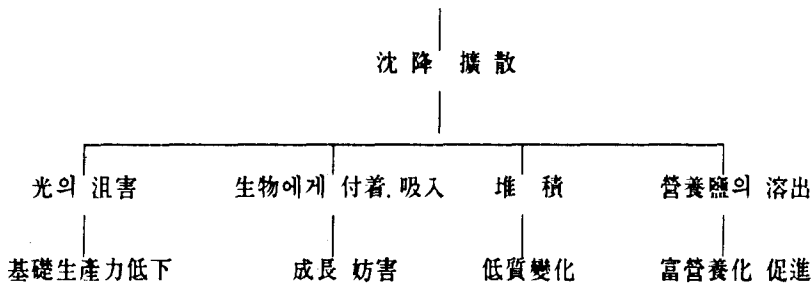 沈降 擴散
光의 沮害 生物에게 付着.吸入 堆積 營養鹽의 溶出
基礎生産力低下 成長 妨害 低質變化 富營養化 促進